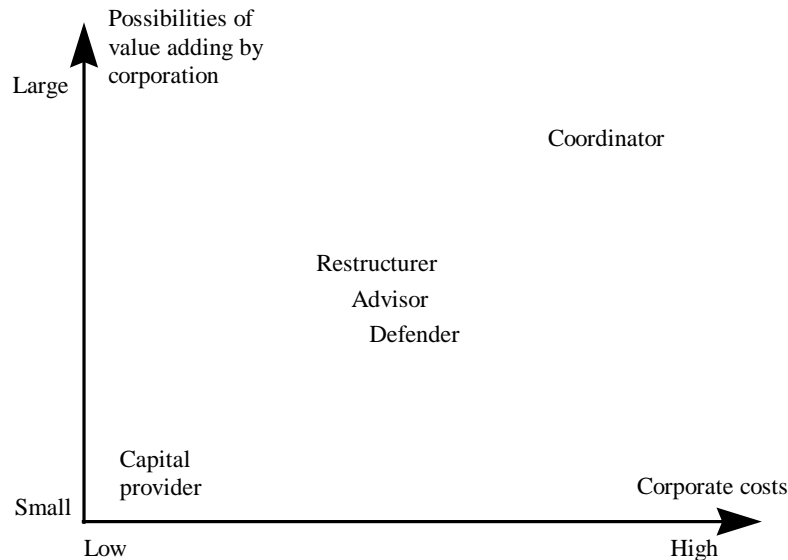 Possibilities of
value adding by
corporation
Large
Coordinator
Restructurer
Advisor
Defender
Capital
provider
Corporate costs
Small
Low
High